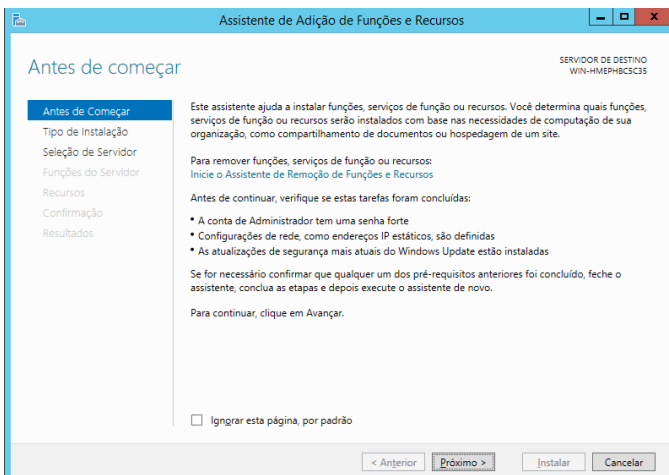 Assistente de Adição de Funções e Recursos
Antes de começar
SERVIDOR DE DESTINO
WIN-HMEPHBC5C35
Antes de Começar
Tipo de Instalação
Seleção de Servidor
Funções do Servidor
Recursos
Confirmação
Resultados
Este assistente ajuda a instalar funções, serviços de função ou recursos. Você determina quais funções,
serviços de função ou recursos serão instalados com base nas necessidades de computação de sua
organização, como compartilhamento de documentos ou hospedagem de um site.
Para remover funções, serviços de função ou recursos:
Inicie o Assistente de Remoção de Funções e Recursos
Antes de continuar, verifique se estas tarefas foram concluídas:
• A conta de Administrador tem uma senha forte
• Configurações de rede, como endereços IP estáticos, são definidas
• As atualizações de segurança mais atuais do Windows Update estão instaladas
Se for necessário confirmar que qualquer um dos pré-requisitos anteriores foi concluído, feche o
assistente, conclua as etapas e depois execute o assistente de novo.
Para continuar, clique em Avançar.
Ignorar esta página, por padrão
< Anterior
Próximo >
Instalar
Cancelar